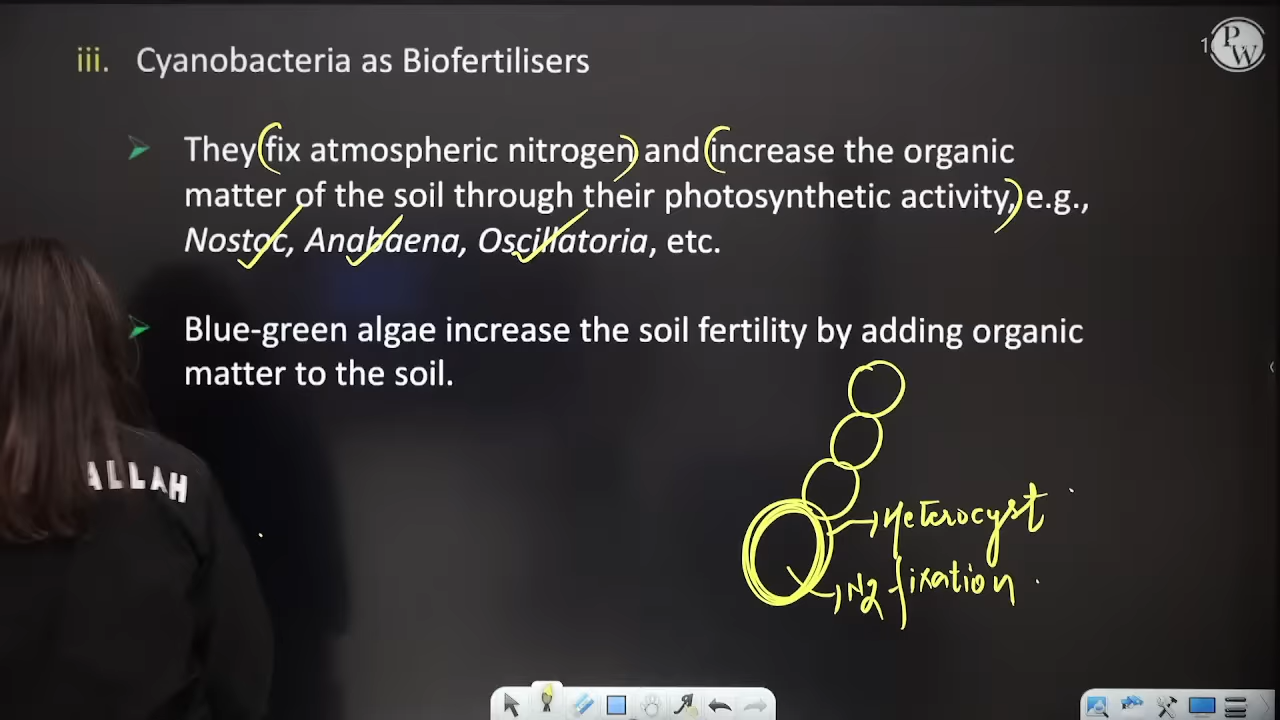 iii. Cyanobacteria as Biofertilisers
1
PW
They (fix atmospheric nitrogen) and (increase the organic
matter of the soil through their photosynthetic activity,) e.g.,
Nostoc, Anabaena, Oscillatoria, etc.
Blue-green algae increase the soil fertility by adding organic
matter to the soil.
ALLAH
Heterocyst
N2 fixation